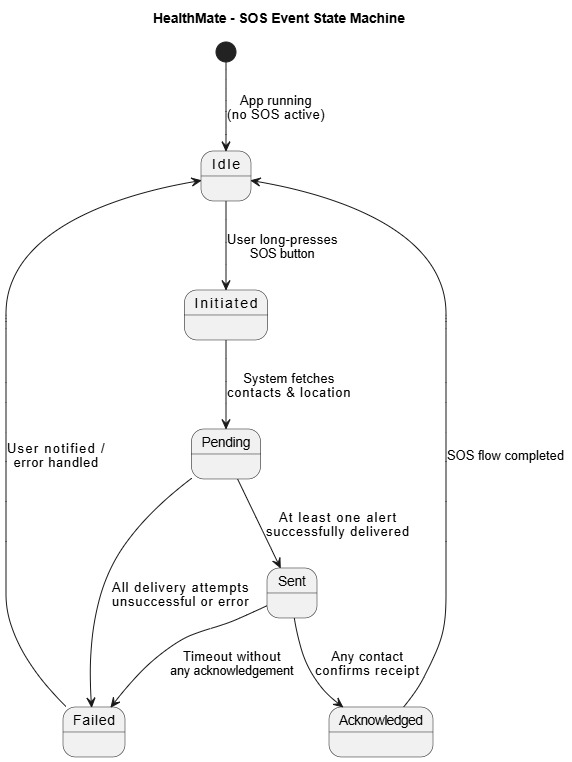 HealthMate - SOS Event State Machine
App running
(no SOS active)
Idle
User long-presses
SOS button
Initiated
System fetches
contacts & location
Pending
User notified /
error handled
SOS flow completed
At least one alert
successfully delivered
Sent
All delivery attempts
unsuccessful or error
Timeout without
any acknowledgement
Any contact
confirms receipt
Failed
Acknowledged